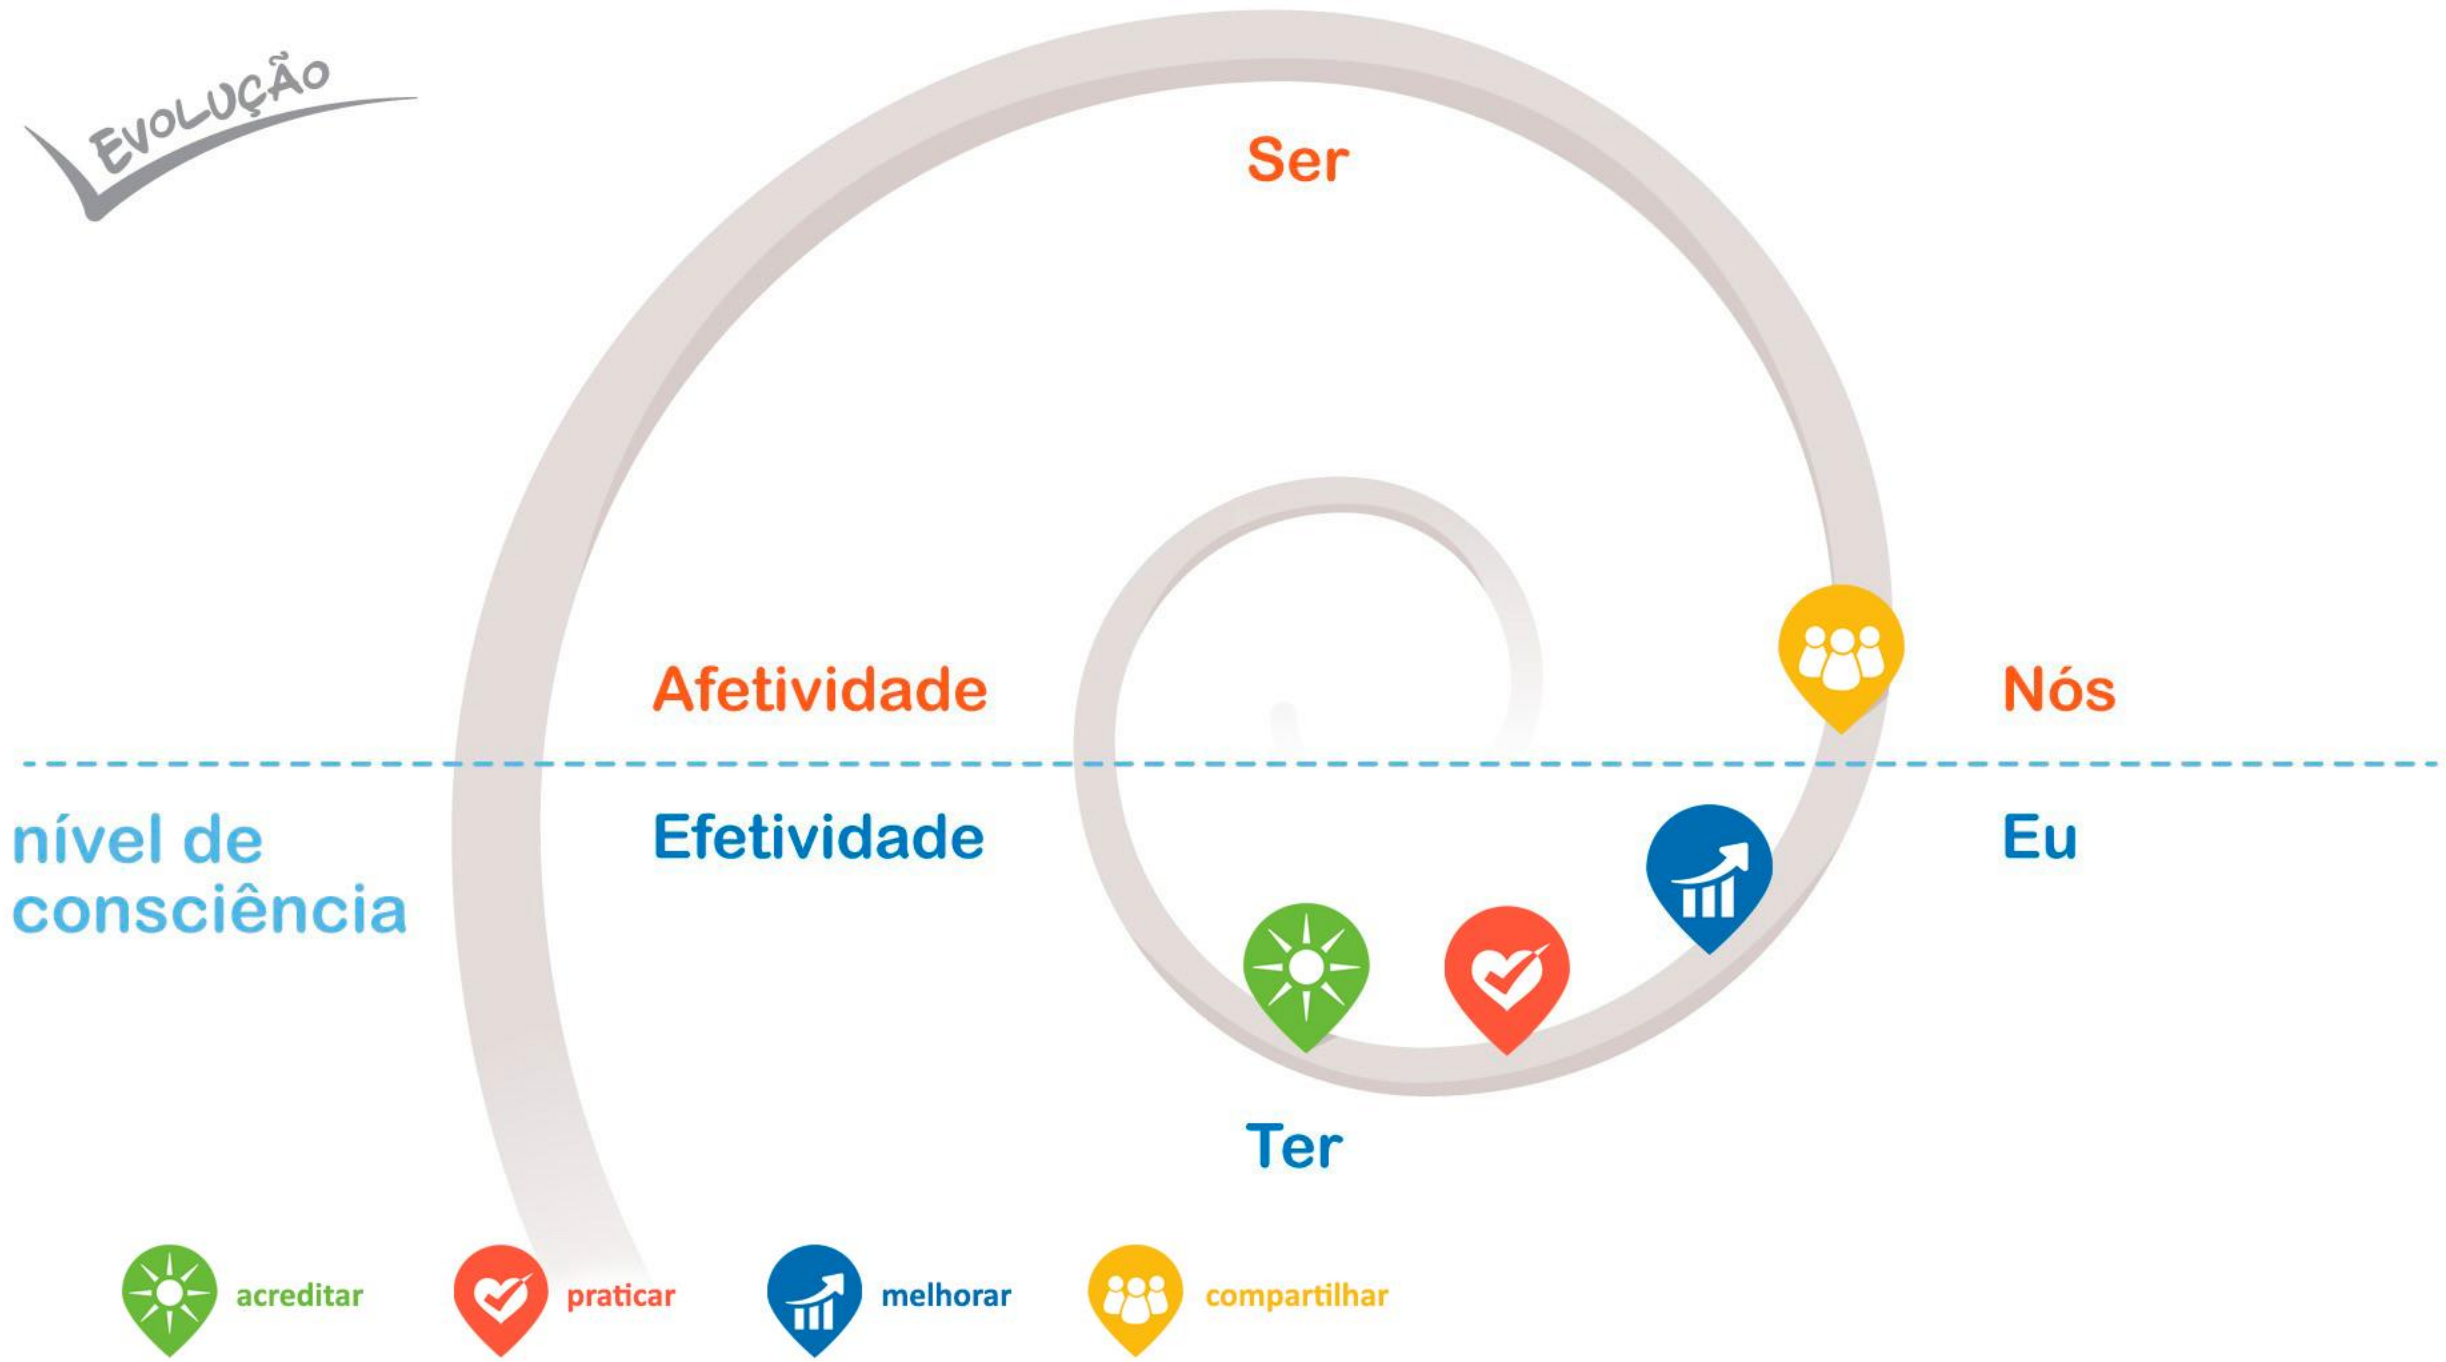 EVOLUÇÃO
Ser
Afetividade
Nós
nível de
consciência
Efetividade
Eu
Ter
acreditar
praticar
melhorar
compartilhar